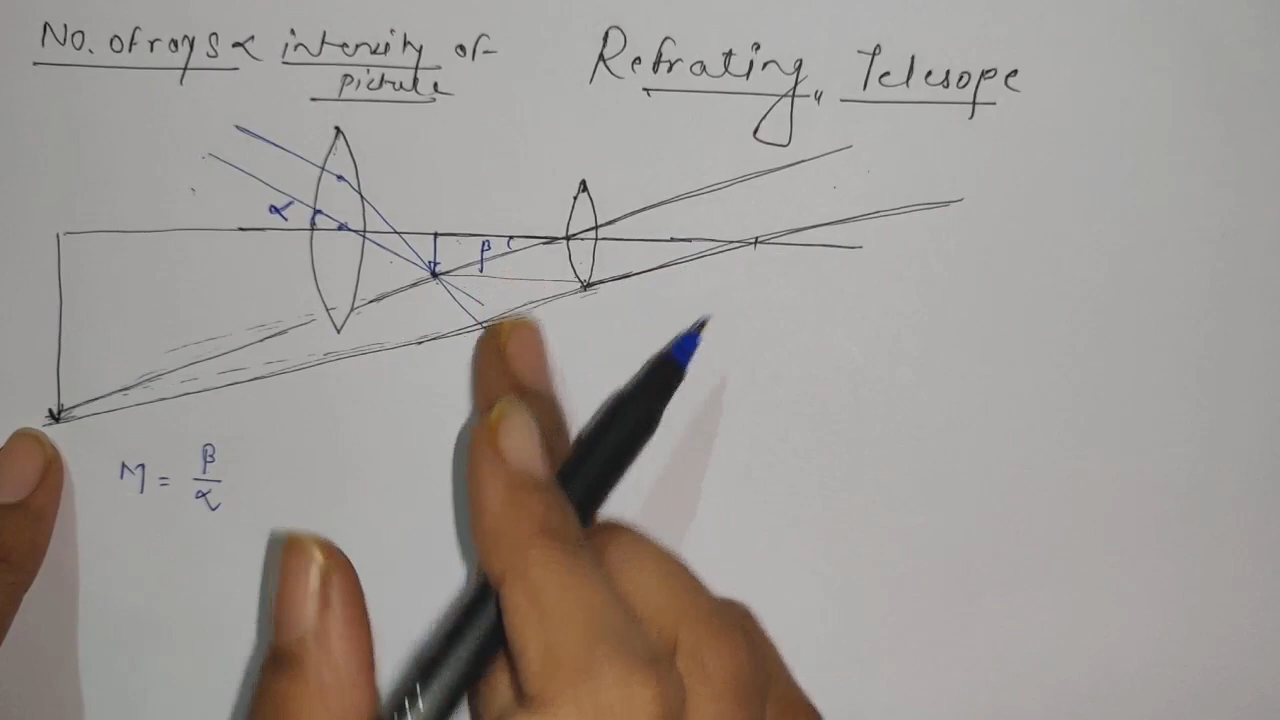 No. of rays ∝ intensity of
picture
Refrating Telesope
α
β
M = β/α